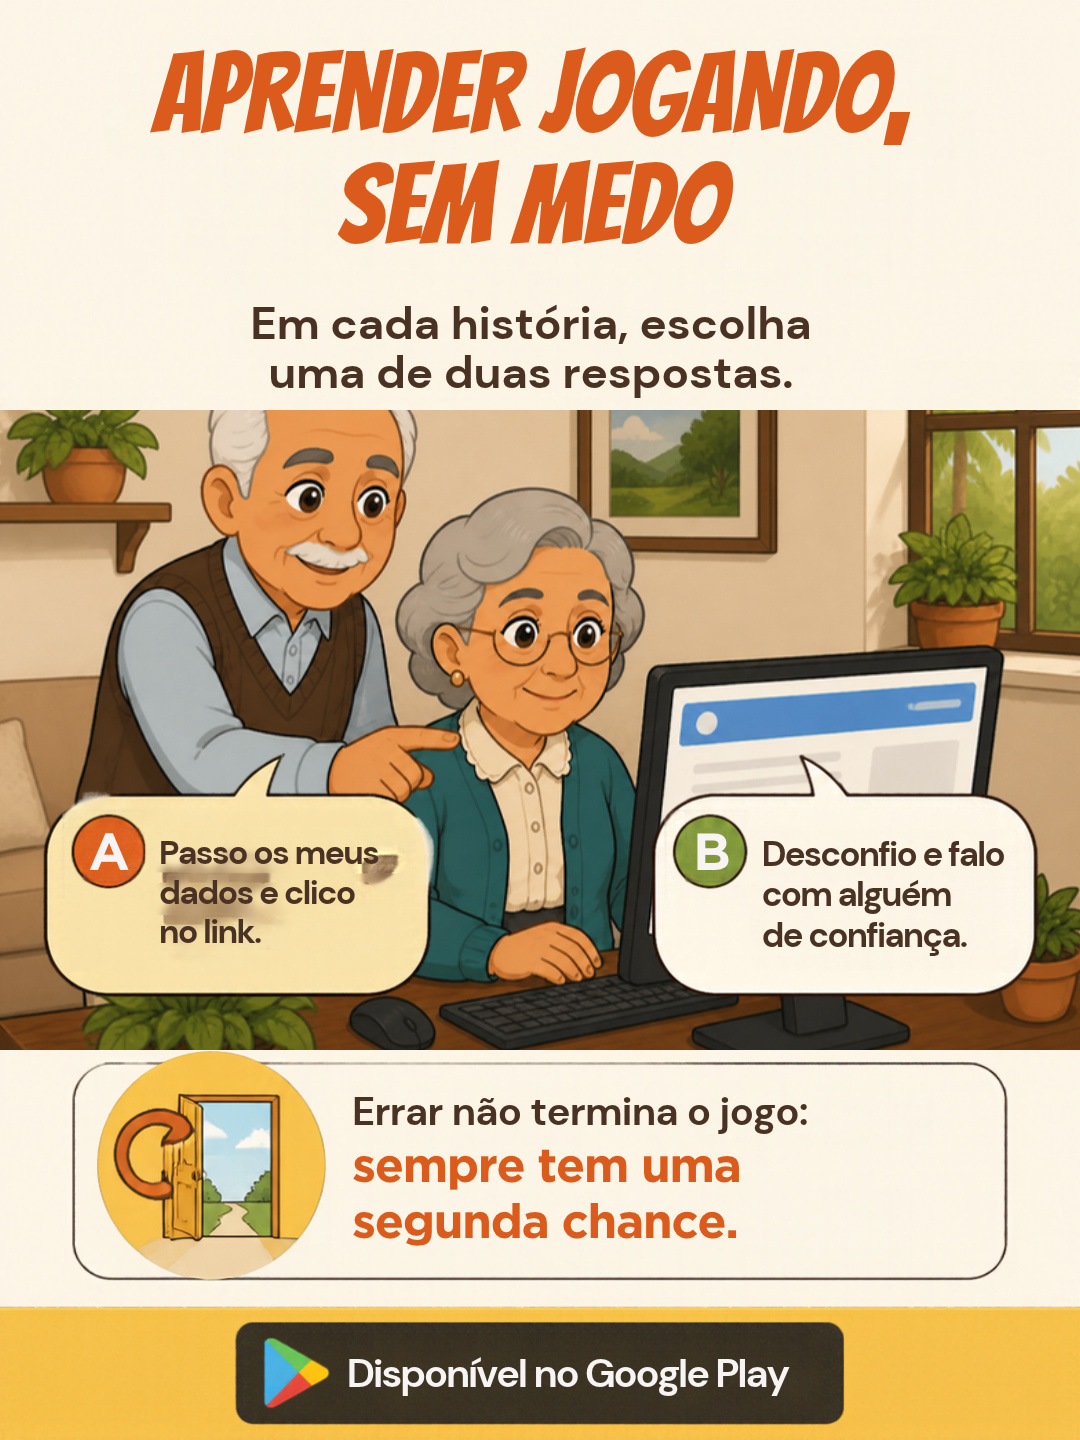 APRENDER JOGANDO,
SEM MEDO
Em cada história, escolha
uma de duas respostas.
A
Passo os meus
dados e clico
no link.
B
Desconfio e falo
com alguém
de confiança.
Errar não termina o jogo:
sempre tem uma
segunda chance.
Disponível no Google Play